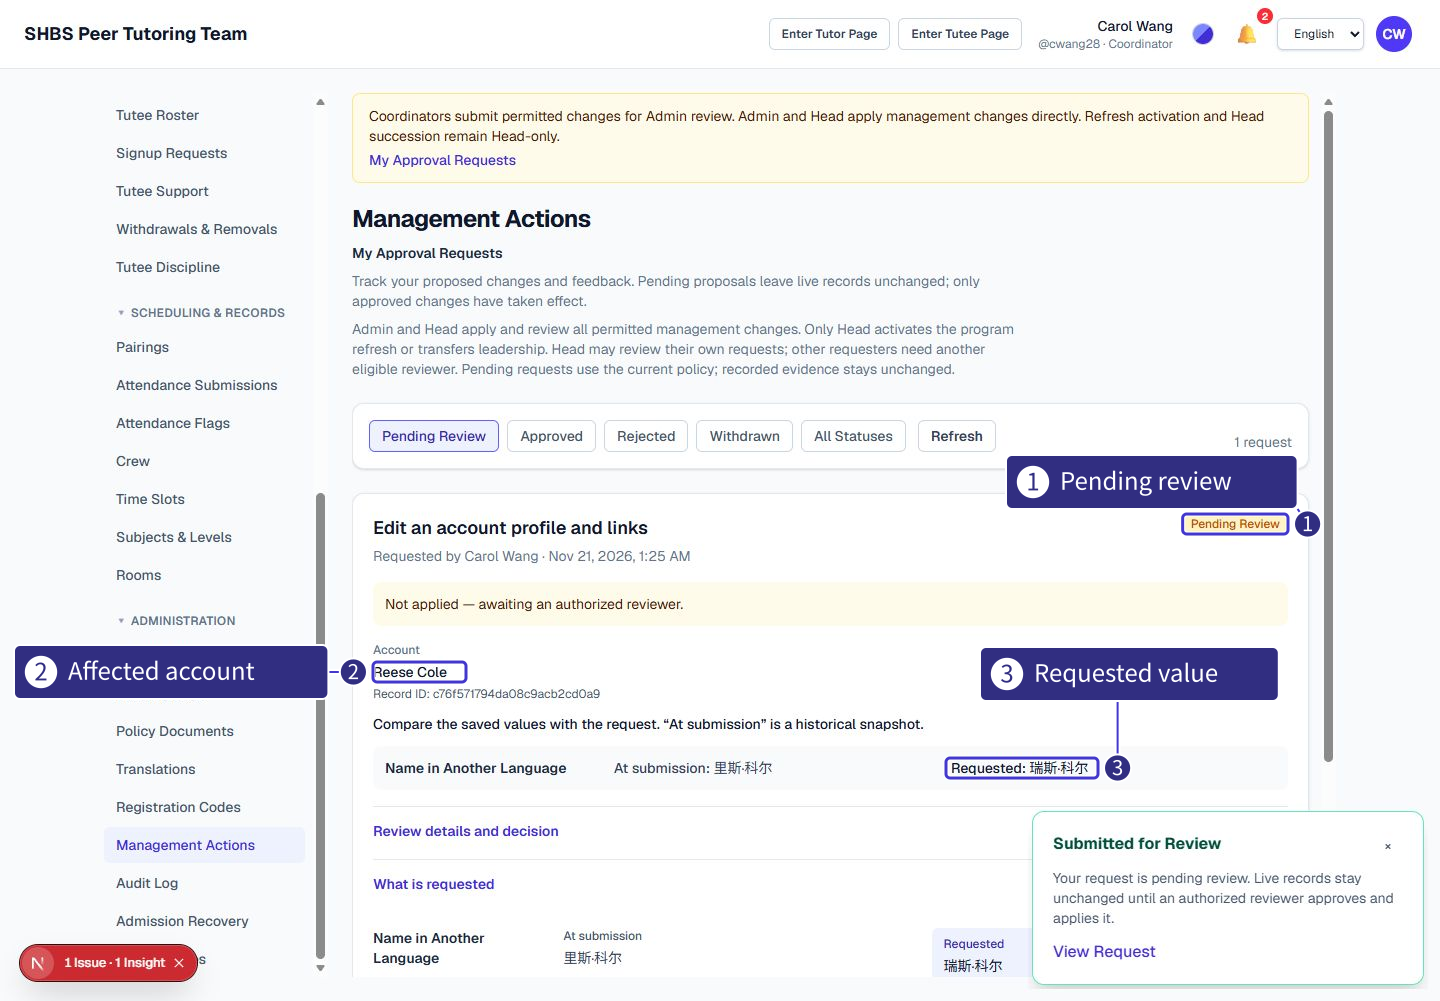 SHBS Peer Tutoring Team
Enter Tutor Page
Enter Tutee Page
Carol Wang
@cwang28 · Coordinator
2
English
CW
Tutee Roster
Signup Requests
Tutee Support
Withdrawals & Removals
Tutee Discipline
SCHEDULING & RECORDS
Pairings
Attendance Submissions
Attendance Flags
Crew
Time Slots
Subjects & Levels
Rooms
ADMINISTRATION
2 Affected account
Policy Documents
Translations
Registration Codes
Management Actions
Audit Log
Admission Recovery
N 1 Issue · 1 Insight ×
Coordinators submit permitted changes for Admin review. Admin and Head apply management changes directly. Refresh activation and Head
succession remain Head-only.
My Approval Requests
Management Actions
My Approval Requests
Track your proposed changes and feedback. Pending proposals leave live records unchanged; only
approved changes have taken effect.
Admin and Head apply and review all permitted management changes. Only Head activates the program
refresh or transfers leadership. Head may review their own requests; other requesters need another
eligible reviewer. Pending requests use the current policy; recorded evidence stays unchanged.
Pending Review
Approved
Rejected
Withdrawn
All Statuses
Refresh
1 request
1 Pending review
Edit an account profile and links
Pending Review
1
Requested by Carol Wang · Nov 21, 2026, 1:25 AM
Not applied — awaiting an authorized reviewer.
Account
2
Reese Cole
Record ID: c76f571794da08c9acb2cd0a9
3 Requested value
Compare the saved values with the request. “At submission” is a historical snapshot.
Name in Another Language
At submission: 里斯·科尔
Requested: 瑞斯·科尔
3
Review details and decision
What is requested
Name in Another
Language
At submission
里斯·科尔
Requested
瑞斯·科尔
Submitted for Review
×
Your request is pending review. Live records stay
unchanged until an authorized reviewer approves and
applies it.
View Request